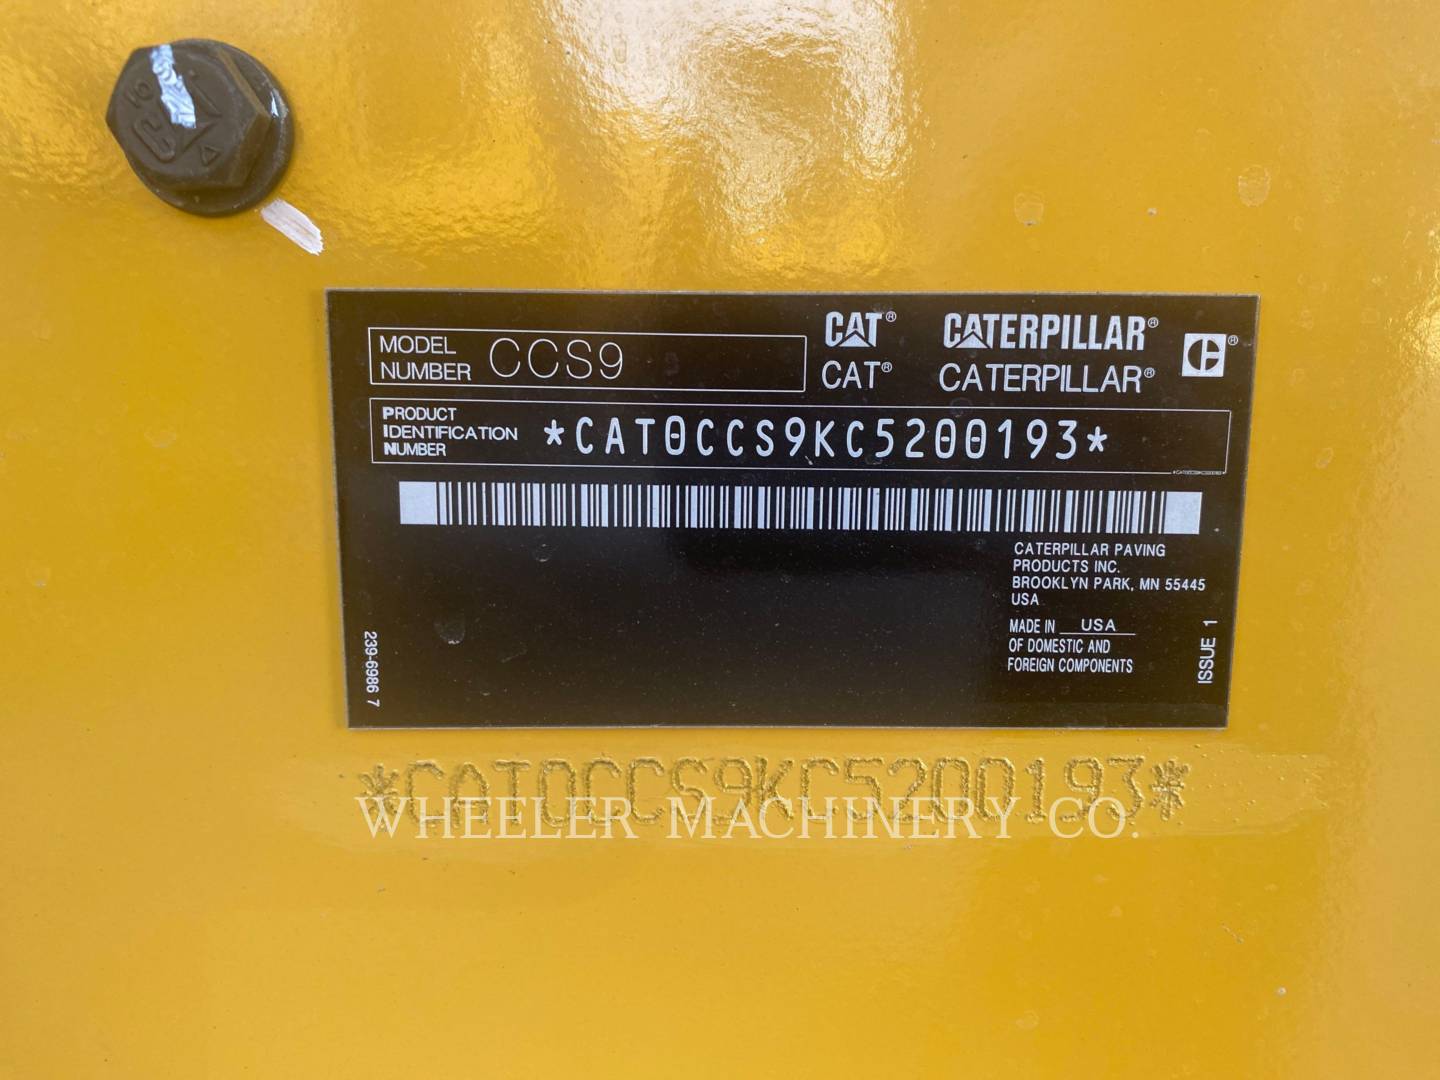 MODEL NUMBER CCS9
CAT® CATERPILLAR®
CAT® CATERPILLAR®
PRODUCT IDENTIFICATION NUMBER *CAT0CCS9KC5200193*
CATERPILLAR PAVING
PRODUCTS INC.
BROOKLYN PARK, MN 55445
USA
MADE IN USA
OF DOMESTIC AND
FOREIGN COMPONENTS
239-6986 7
ISSUE 1
*CAT0CCS9KC5200193*
WHEELER MACHINERY CO.